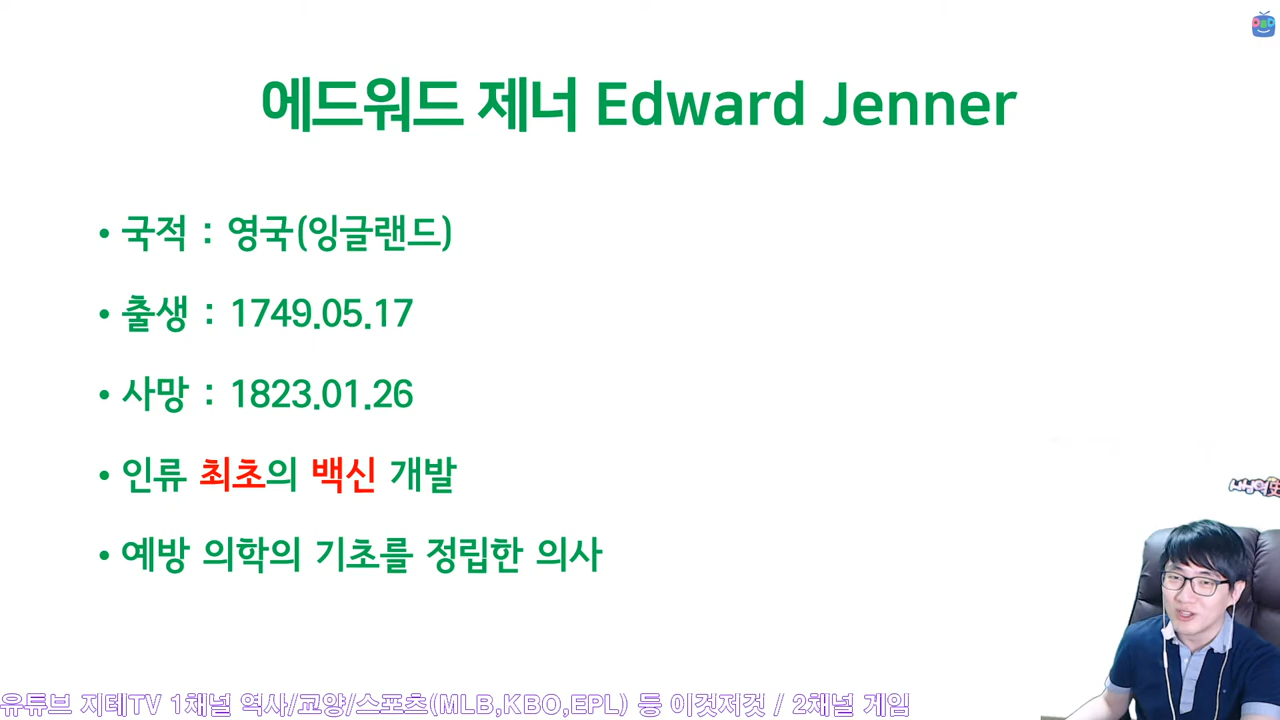 에드워드 제너 Edward Jenner
• 국적 : 영국(잉글랜드)
• 출생 : 1749.05.17
• 사망 : 1823.01.26
• 인류 최초의 백신 개발
• 예방 의학의 기초를 정립한 의사
유튜브 지테TV 1채널 역사/교양/스포츠(MLB,KBO,EPL) 등 이것저것 / 2채널 게임